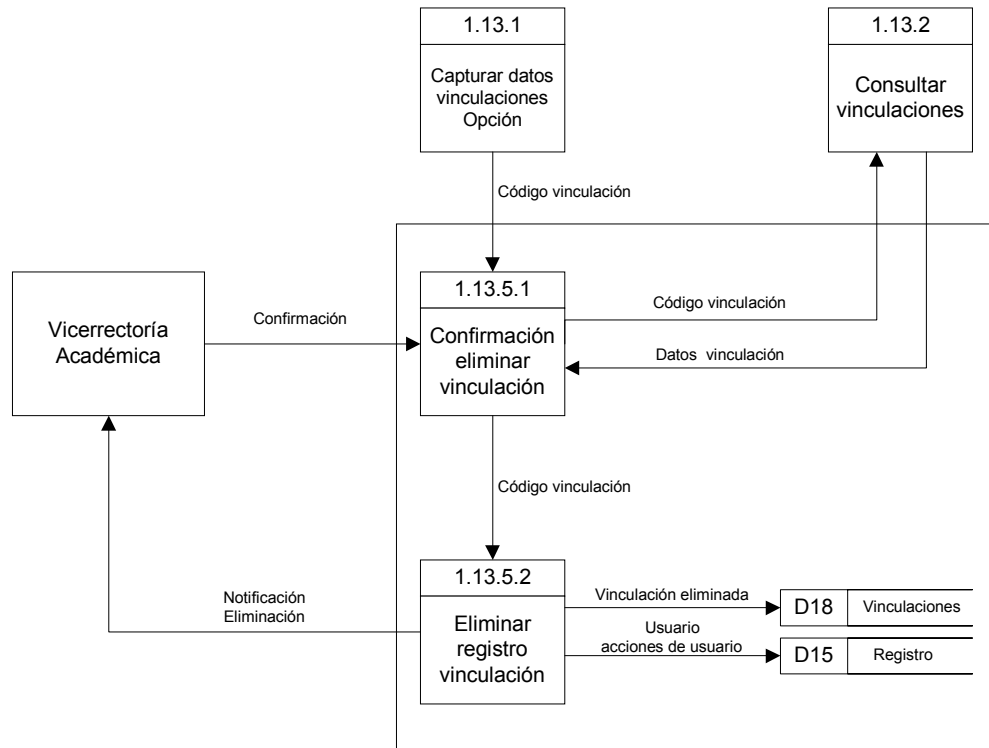 1.13.1
Capturar datos
vinculaciones
Opción
1.13.2
Consultar
vinculaciones
Código vinculación
Vicerrectoría
Académica
Confirmación
1.13.5.1
Confirmación
eliminar
vinculación
Código vinculación
Datos vinculación
Código vinculación
Notificación
Eliminación
1.13.5.2
Eliminar
registro
vinculación
Vinculación eliminada
Usuario
acciones de usuario
D18 Vinculaciones
D15 Registro